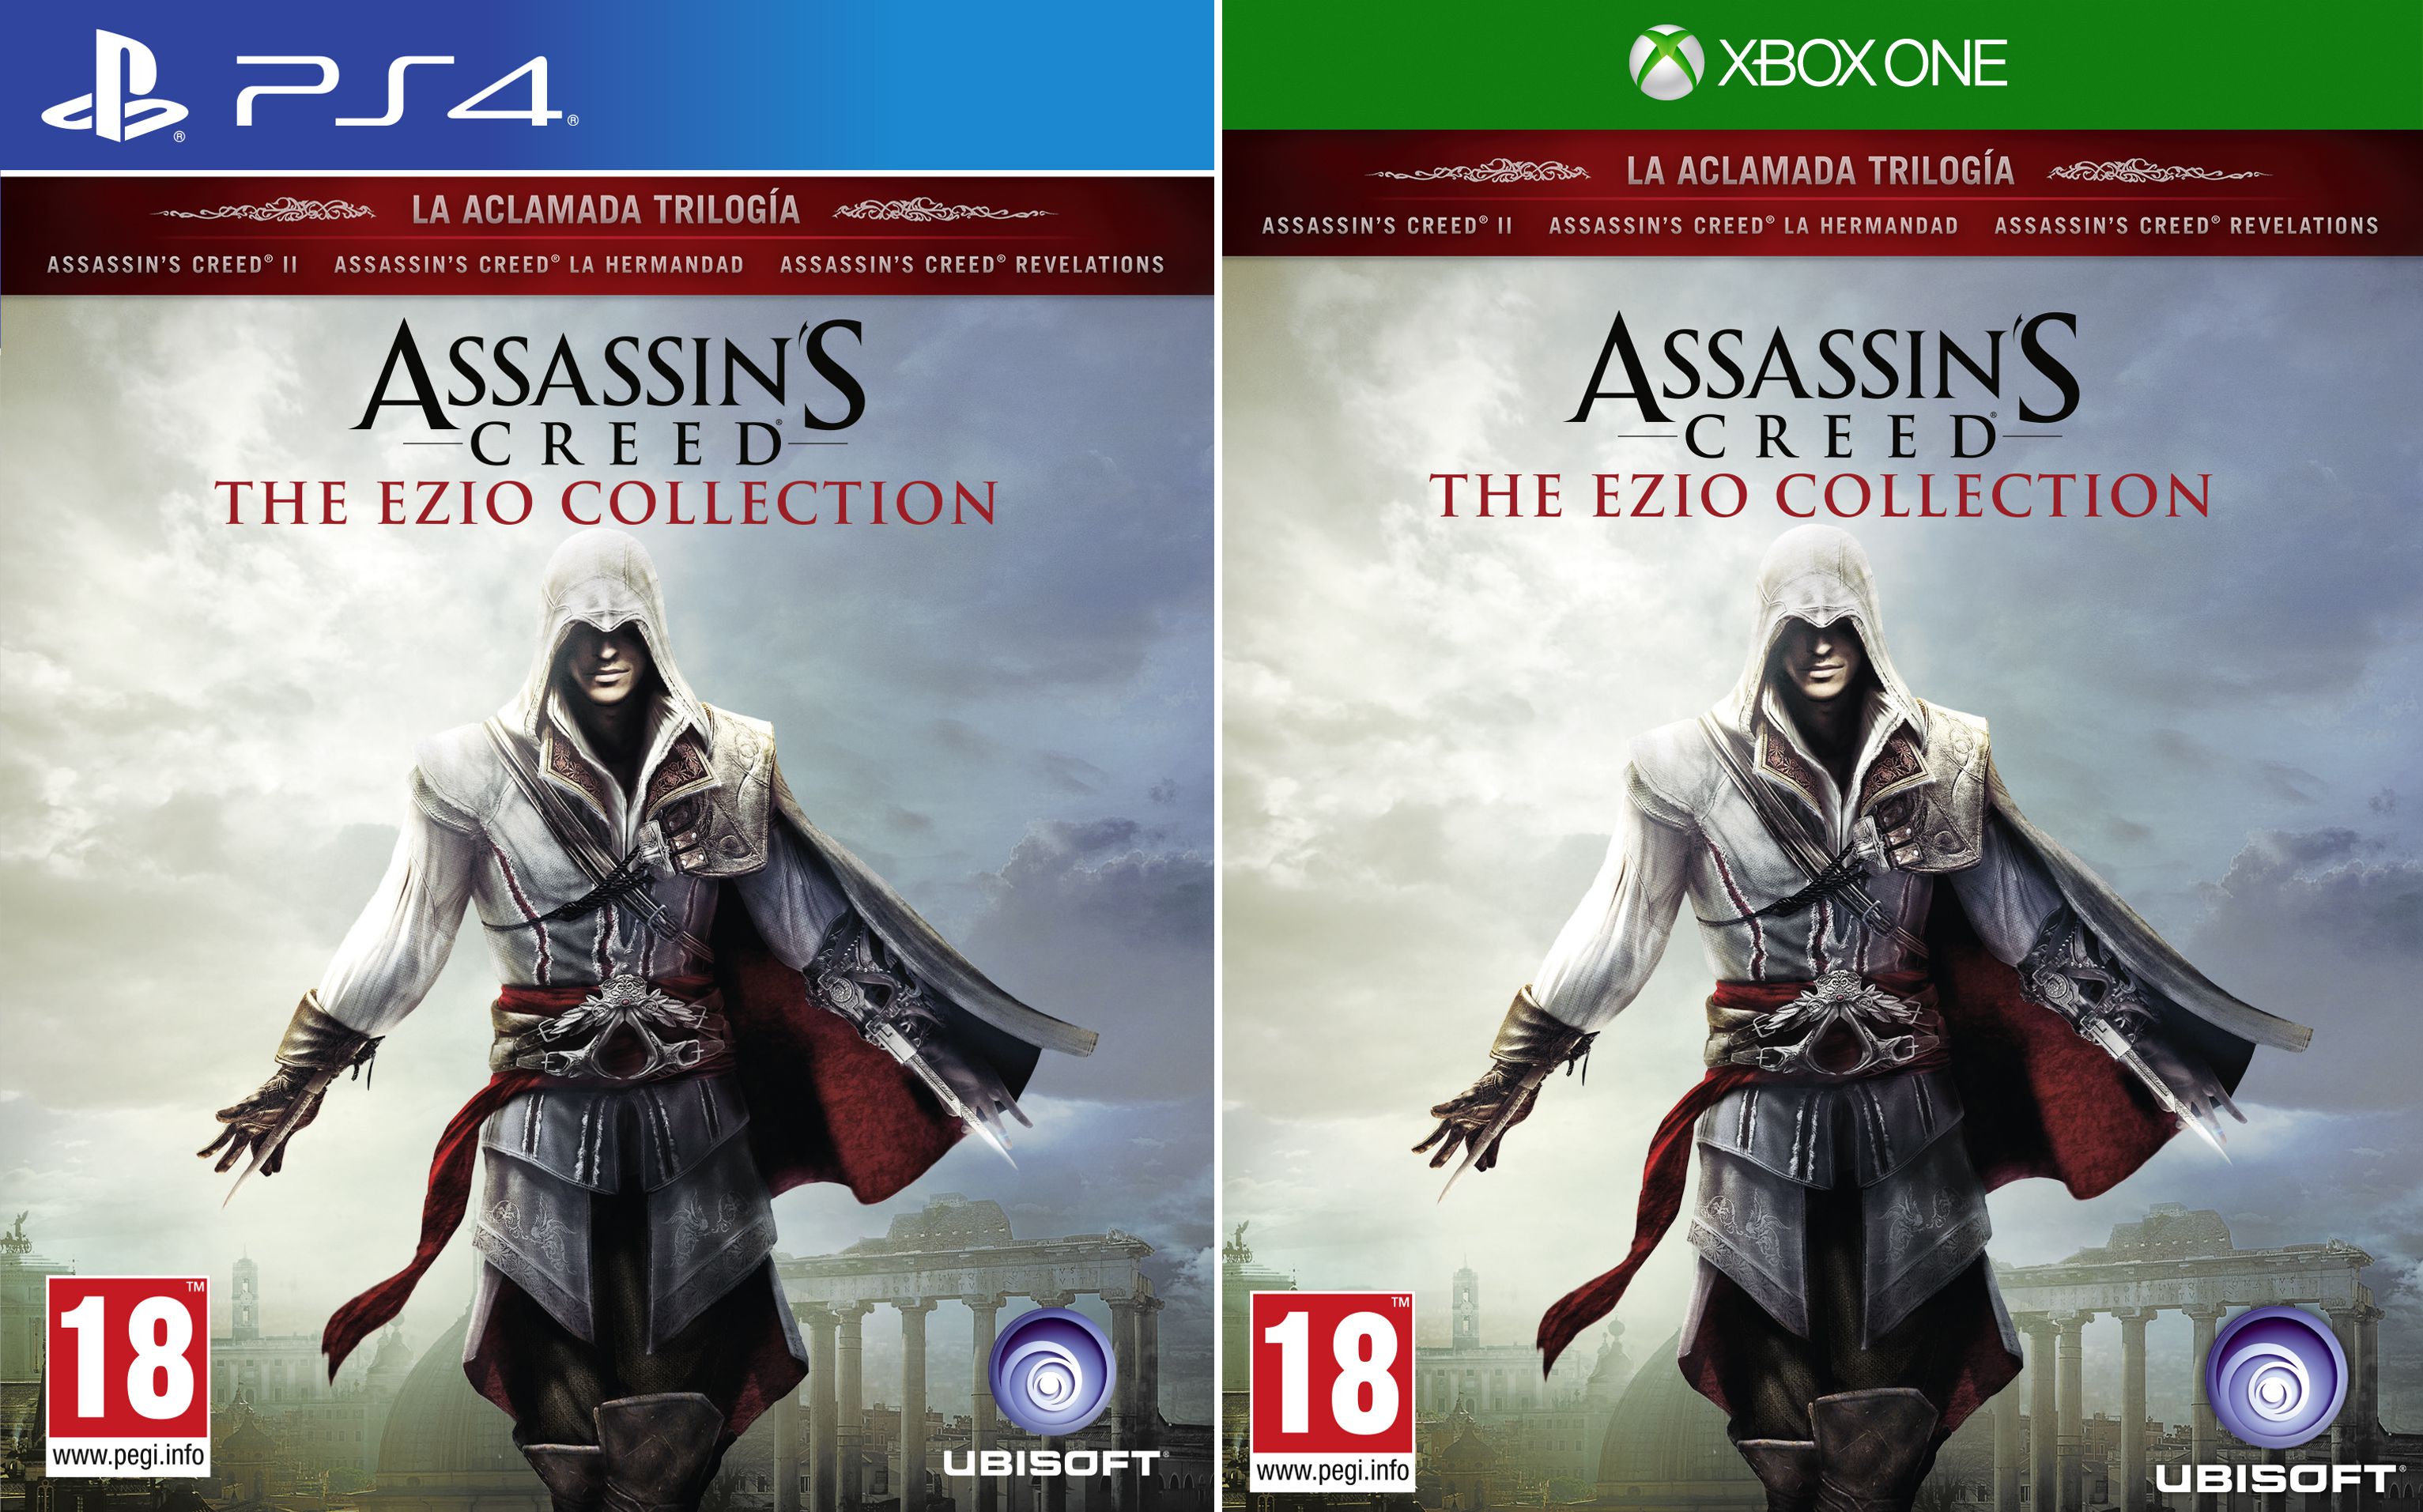 PS4®
LA ACLAMADA TRILOGÍA
ASSASSIN'S CREED® II ASSASSIN'S CREED® LA HERMANDAD ASSASSIN'S CREED® REVELATIONS
ASSASSIN'S
CREED®
THE EZIO COLLECTION
18™
www.pegi.info
UBISOFT®
XBOX ONE
LA ACLAMADA TRILOGÍA
ASSASSIN'S CREED® II ASSASSIN'S CREED® LA HERMANDAD ASSASSIN'S CREED® REVELATIONS
ASSASSIN'S
CREED®
THE EZIO COLLECTION
18™
www.pegi.info
UBISOFT®